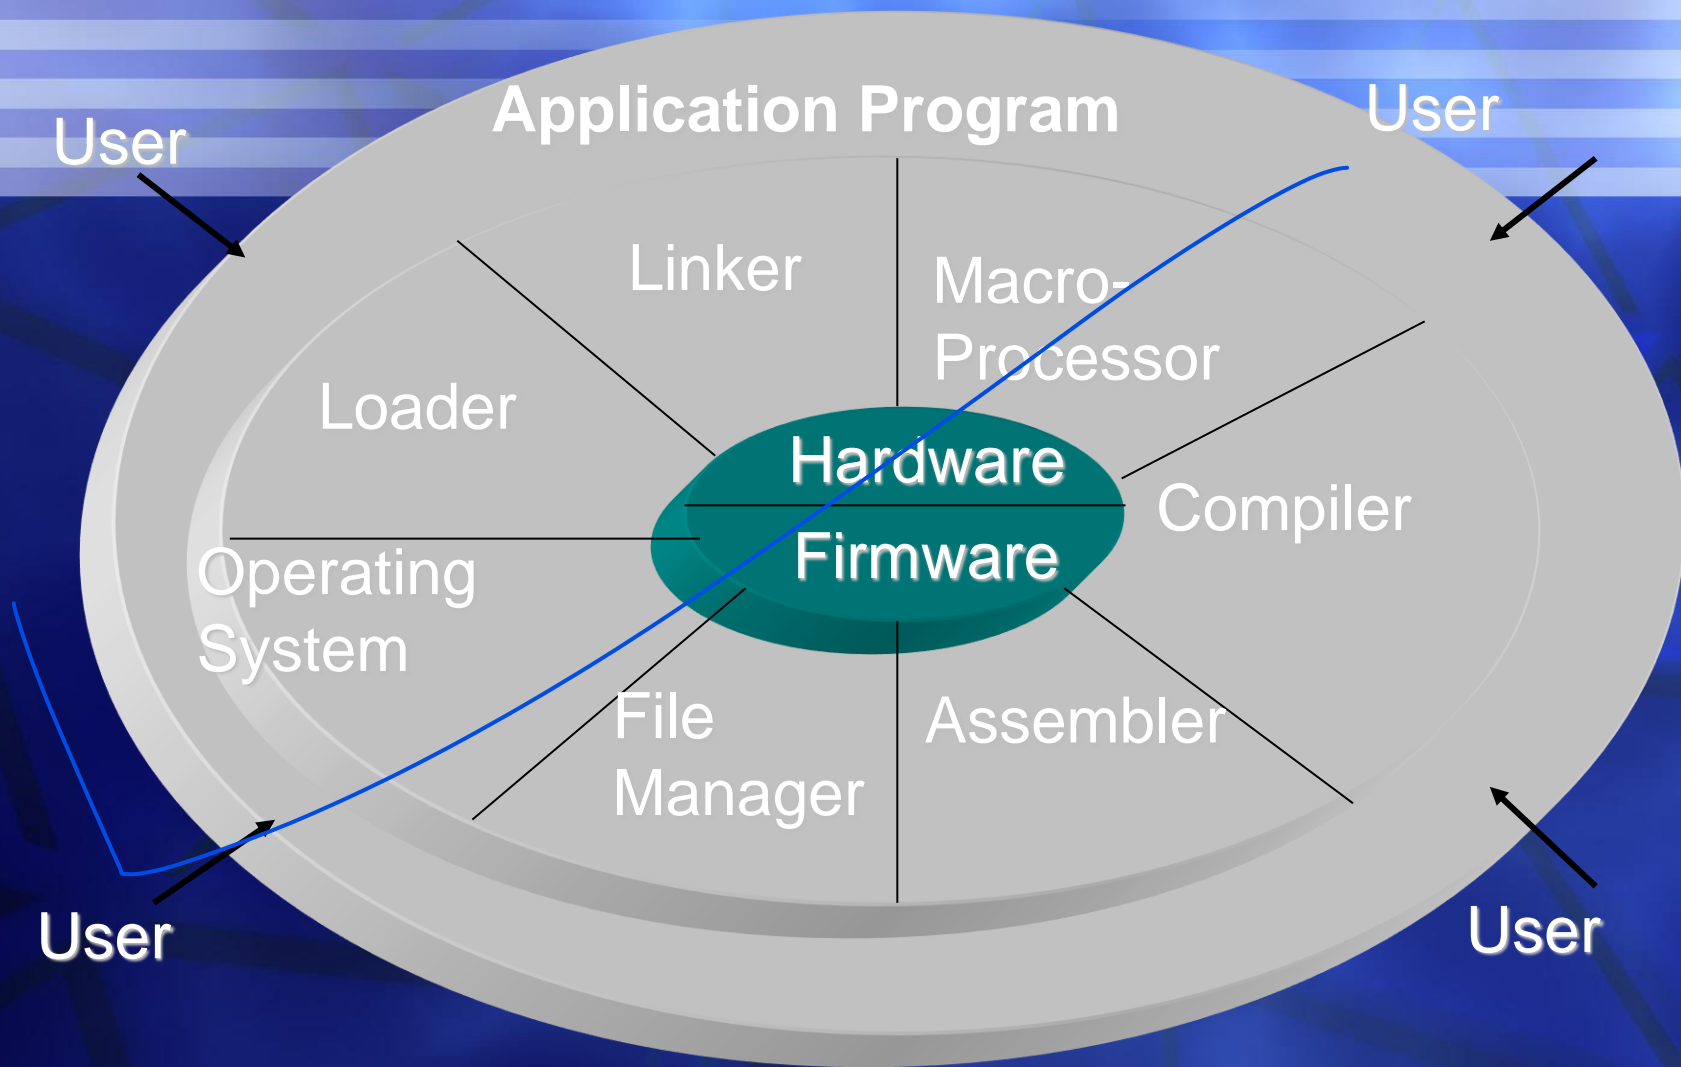 Application Program
User
User
Linker
Macro-
Processor
Loader
Hardware
Compiler
Firmware
Operating
System
File
Manager
Assembler
User
User